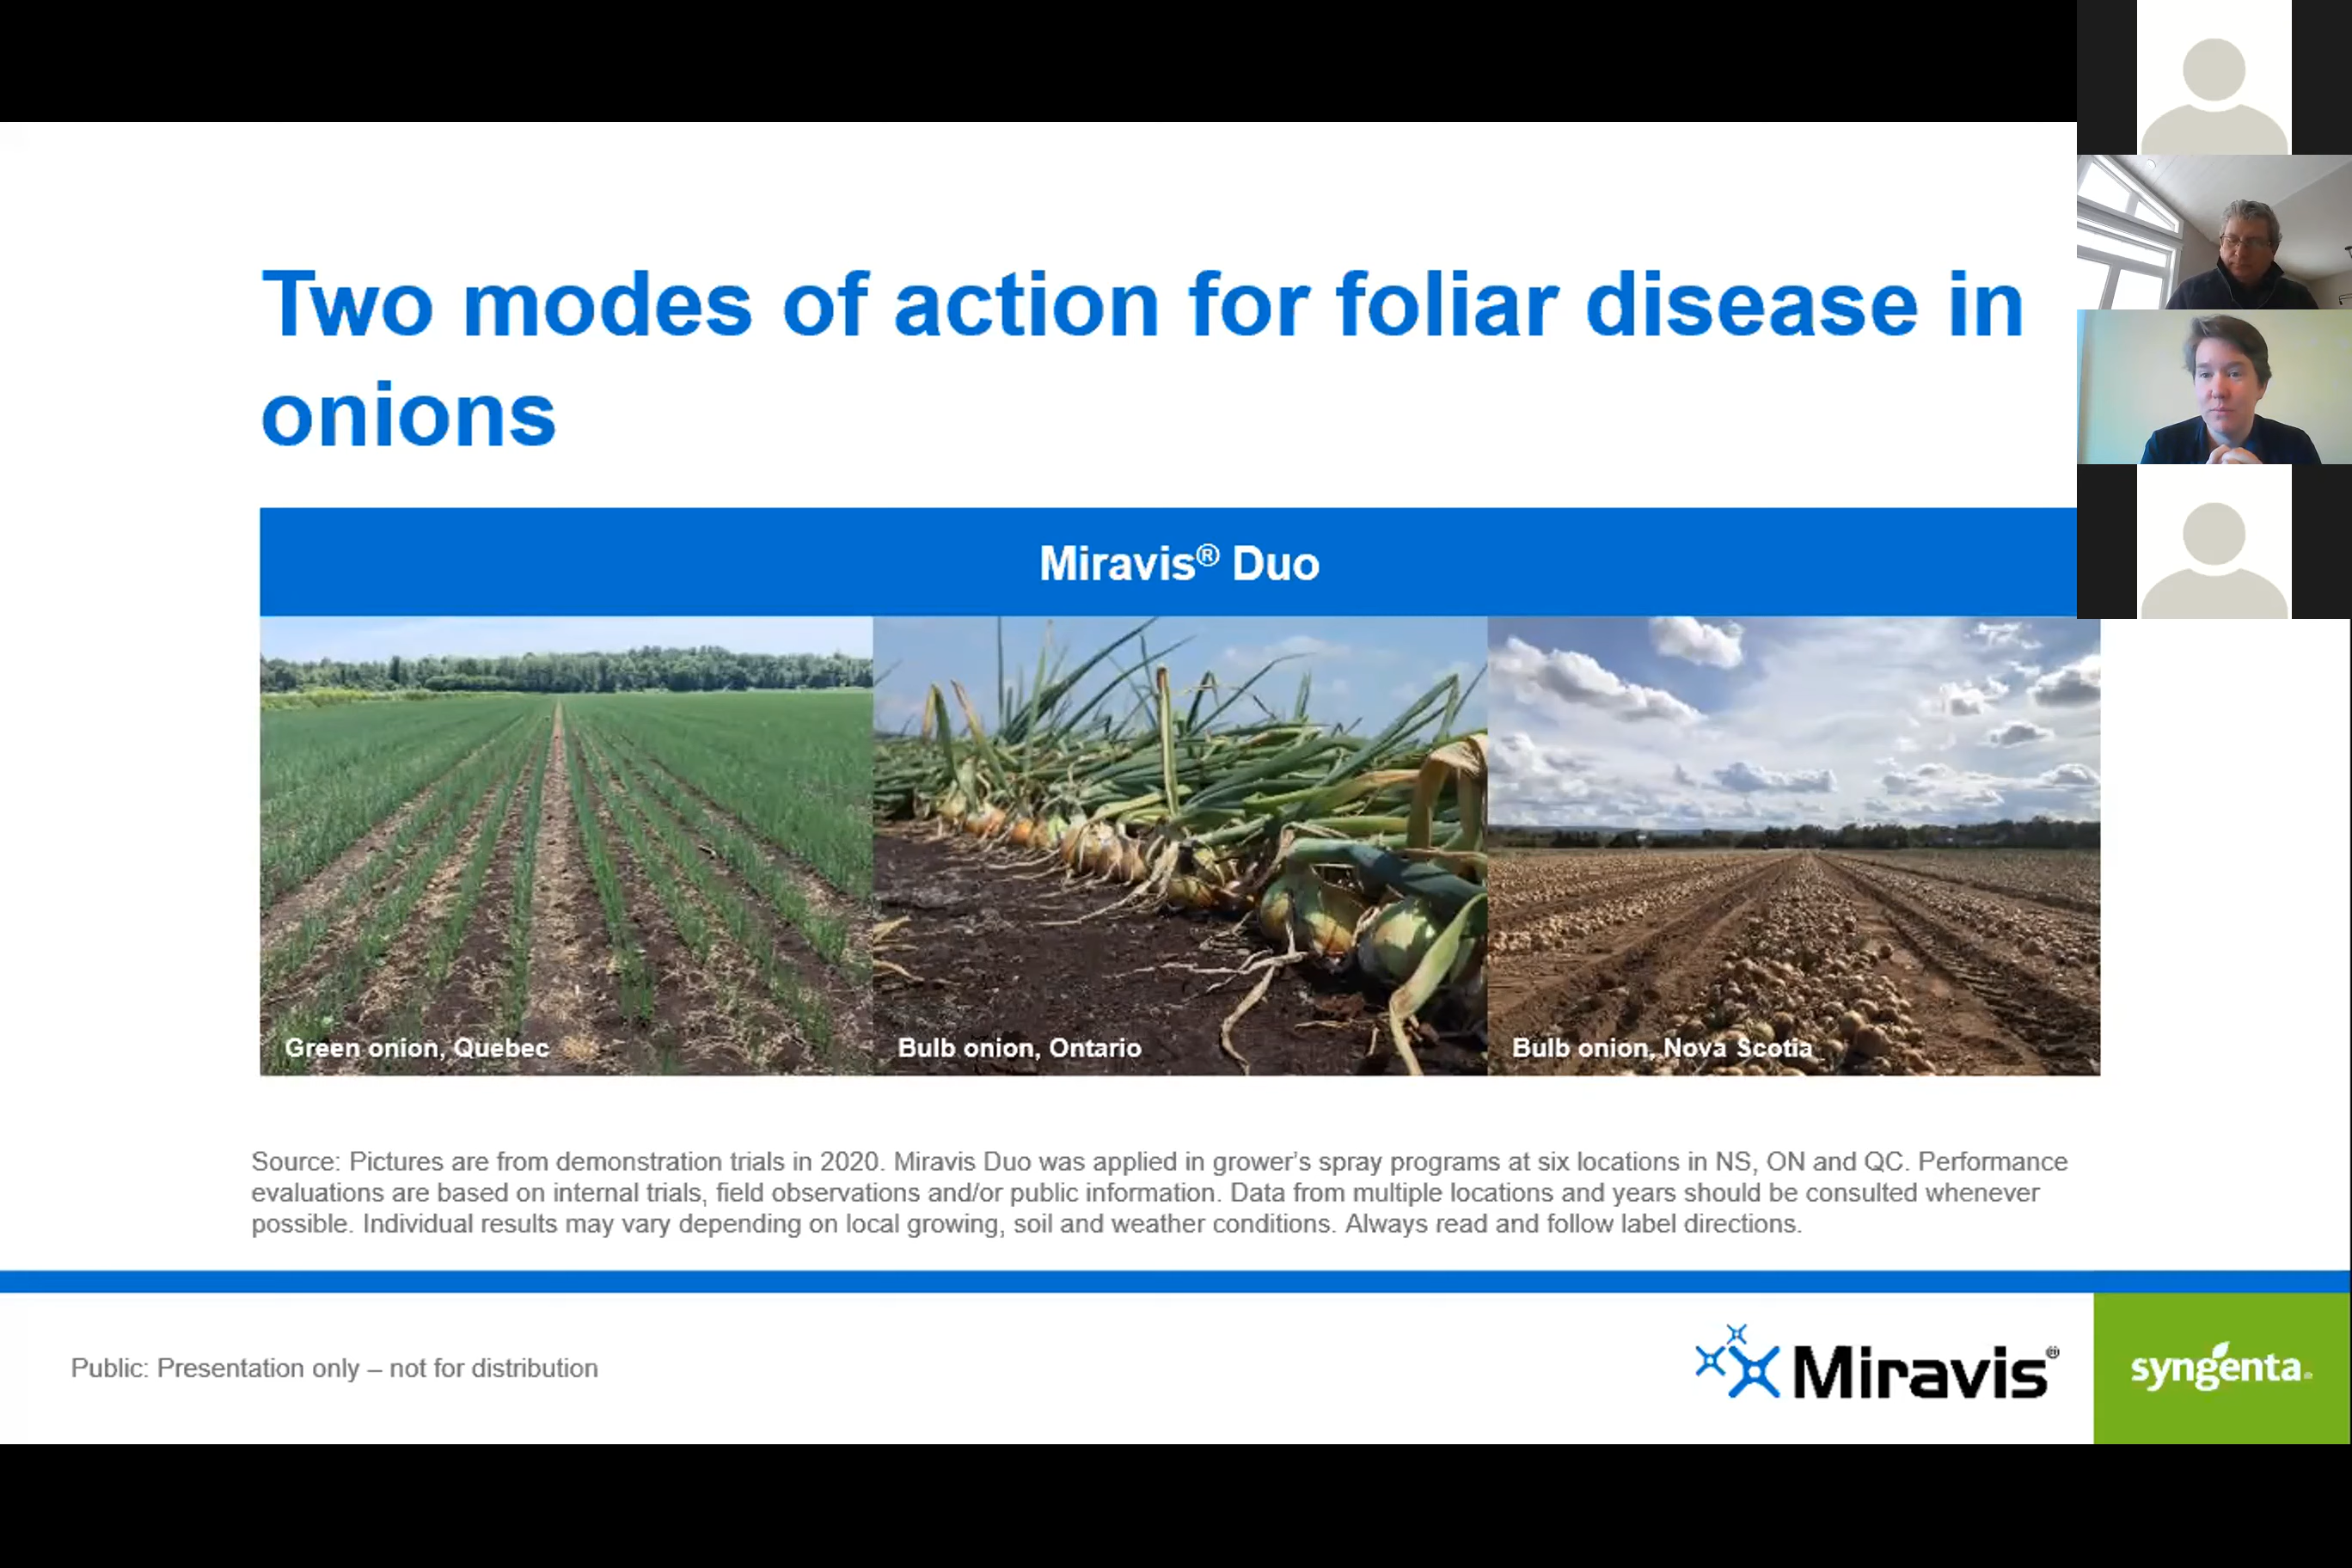 Two modes of action for foliar disease in
onions
Miravis® Duo
Green onion, Quebec
Bulb onion, Ontario
Bulb onion, Nova Scotia
Source: Pictures are from demonstration trials in 2020. Miravis Duo was applied in grower's spray programs at six locations in NS, ON and QC. Performance
evaluations are based on internal trials, field observations and/or public information. Data from multiple locations and years should be consulted whenever
possible. Individual results may vary depending on local growing, soil and weather conditions. Always read and follow label directions.
Public: Presentation only – not for distribution
Miravis®
syngenta